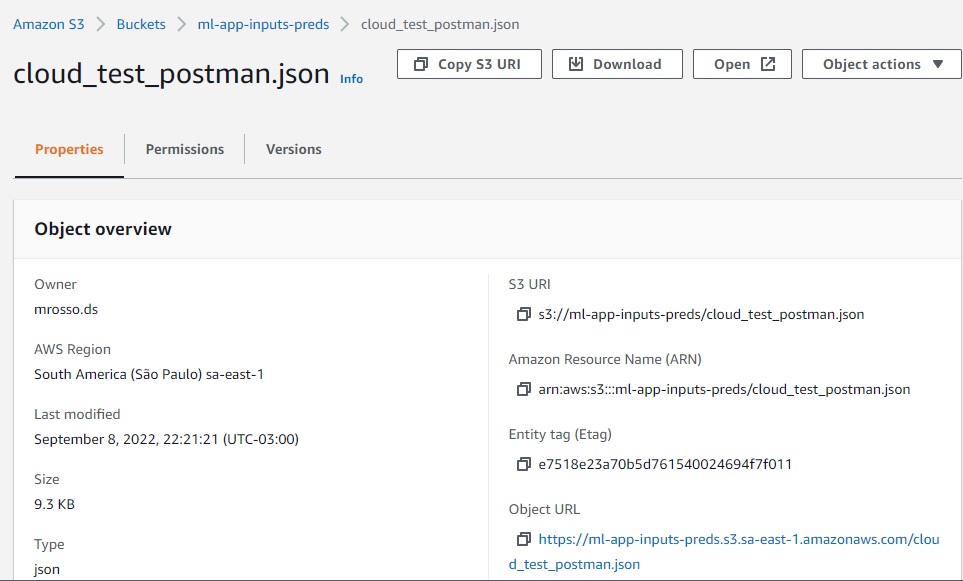 Amazon S3 > Buckets > ml-app-inputs-preds > cloud_test_postman.json
cloud_test_postman.json Info
Copy S3 URI Download Open Object actions
Properties Permissions Versions
Object overview
Owner
mrosso.ds
AWS Region
South America (São Paulo) sa-east-1
Last modified
September 8, 2022, 22:21:21 (UTC-03:00)
Size
9.3 KB
Type
json
S3 URI
s3://ml-app-inputs-preds/cloud_test_postman.json
Amazon Resource Name (ARN)
arn:aws:s3:::ml-app-inputs-preds/cloud_test_postman.json
Entity tag (Etag)
e7518e23a70b5d761540024694f7f011
Object URL
https://ml-app-inputs-preds.s3.sa-east-1.amazonaws.com/clou
d_test_postman.json